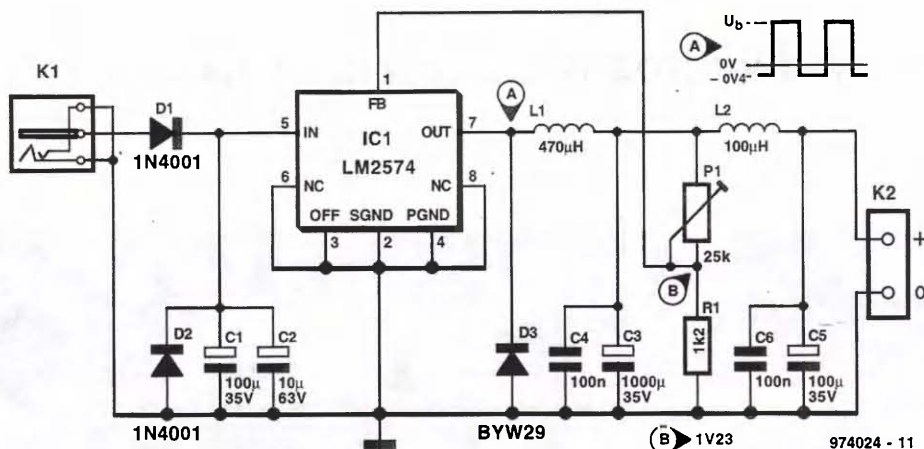 Ub
A
0V
– 0V4
K1
1
FB
A
D1
L1
L2
5
IN
IC1
OUT
7
1N4001
LM2574
470µH
100µH
P1
K2
6
NC
NC
8
OFF
SGND
PGND
+
3
2
4
25k
B
0
D2
C1
C2
D3
C4
C3
R1
C6
C5
1k2
100µ
35V
10µ
63V
100n
1000µ
35V
100n
100µ
35V
1N4001
BYW29
B
1V23
974024 - 11